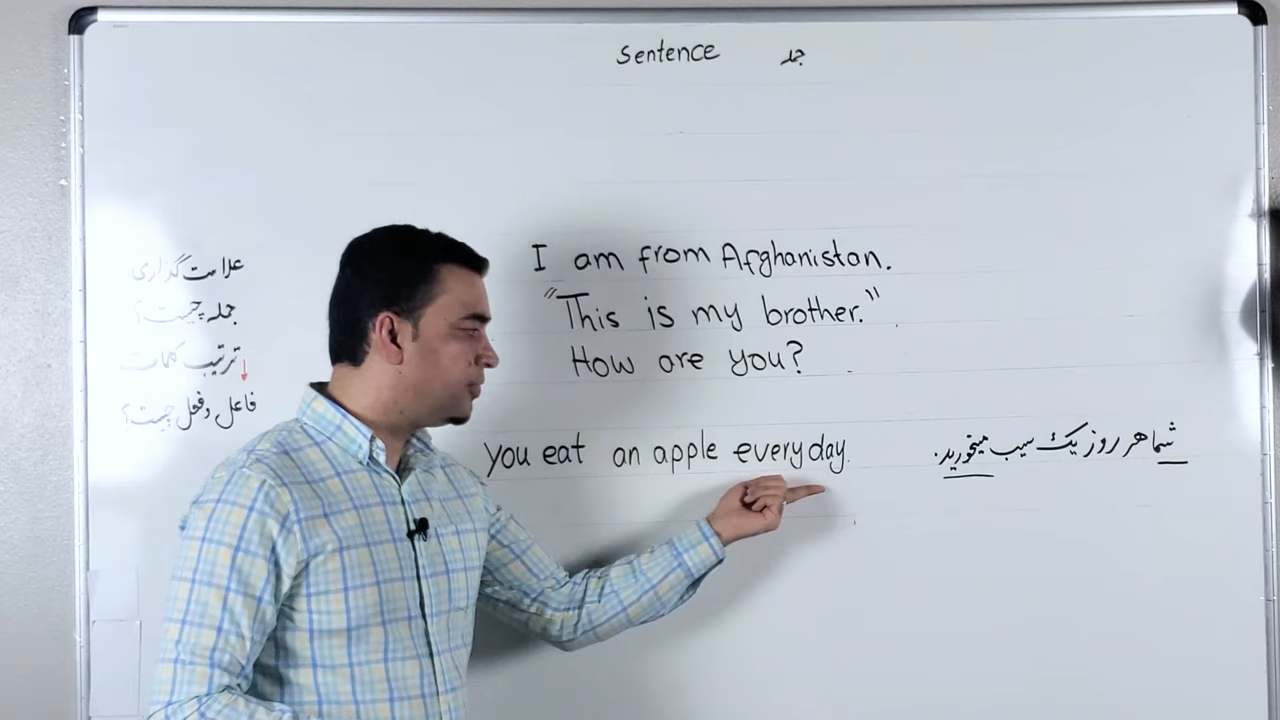 Sentence جمله
علامت گذاری
جمله چیست؟
ترتیب کلمات
فاعل و فعل چیست؟
I am from Afghanistan.
"This is my brother."
How are you?
you eat an apple everyday.
شما هر روز یک سیب میخورید.